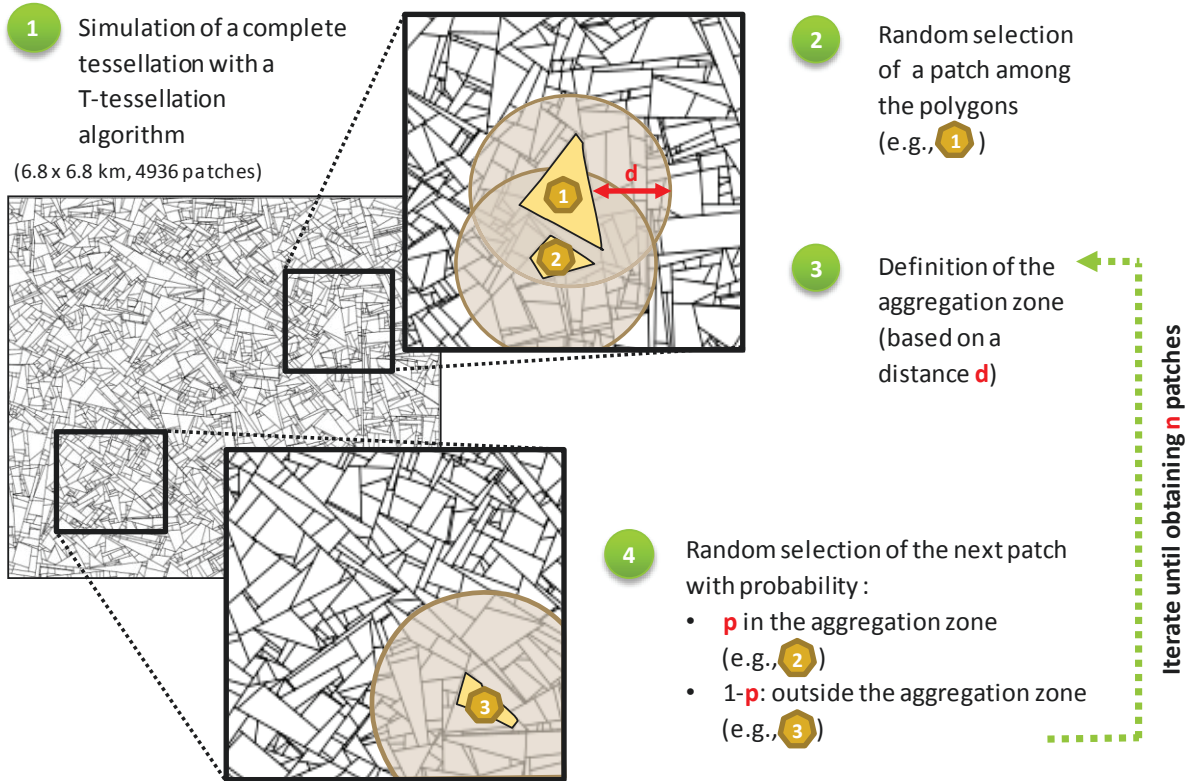 1
Simulation of a complete
tessellation with a
T-tessellation
algorithm
(6.8 x 6.8 km, 4936 patches)
d
1
2
2
Random selection
of a patch among
the polygons
(e.g., 1 )
3
Definition of the
aggregation zone
(based on a
distance d)
Iterate until obtaining n patches
3
4
Random selection of the next patch
with probability :
• p in the aggregation zone
(e.g., 2 )
• 1-p: outside the aggregation zone
(e.g., 3 )